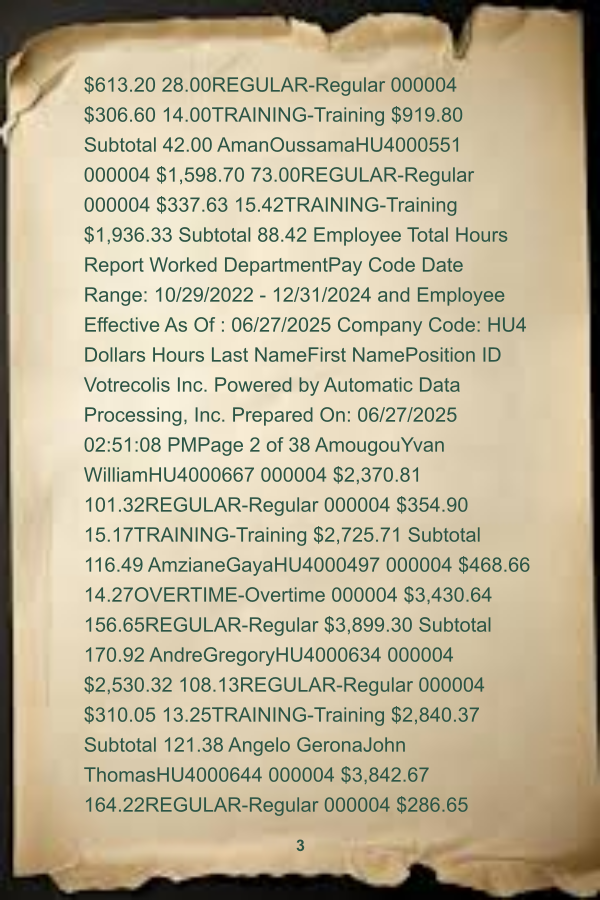 $613.20 28.00REGULAR-Regular 000004
$306.60 14.00TRAINING-Training $919.80
Subtotal 42.00 AmanOussamaHU4000551
000004 $1,598.70 73.00REGULAR-Regular
000004 $337.63 15.42TRAINING-Training
$1,936.33 Subtotal 88.42 Employee Total Hours
Report Worked DepartmentPay Code Date
Range: 10/29/2022 - 12/31/2024 and Employee
Effective As Of : 06/27/2025 Company Code: HU4
Dollars Hours Last NameFirst NamePosition ID
Votrecolis Inc. Powered by Automatic Data
Processing, Inc. Prepared On: 06/27/2025
02:51:08 PMPage 2 of 38 AmougouYvan
WilliamHU4000667 000004 $2,370.81
101.32REGULAR-Regular 000004 $354.90
15.17TRAINING-Training $2,725.71 Subtotal
116.49 AmzianeGayaHU4000497 000004 $468.66
14.27OVERTIME-Overtime 000004 $3,430.64
156.65REGULAR-Regular $3,899.30 Subtotal
170.92 AndreGregoryHU4000634 000004
$2,530.32 108.13REGULAR-Regular 000004
$310.05 13.25TRAINING-Training $2,840.37
Subtotal 121.38 Angelo GeronaJohn
ThomasHU4000644 000004 $3,842.67
164.22REGULAR-Regular 000004 $286.65
3